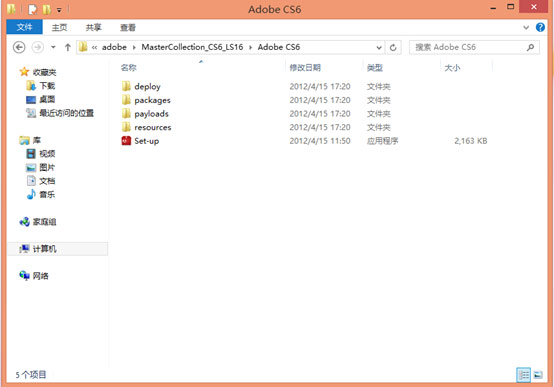 Adobe CS6
文件 主页 共享 查看
« adobe ▸ MasterCollection_CS6_LS16 ▸ Adobe CS6 搜索 Adobe CS6
名称 修改日期 类型 大小
收藏夹
下载
桌面
最近访问的位置
库
视频
图片
文档
音乐
家庭组
计算机
网络
deploy 2012/4/15 17:20 文件夹
packages 2012/4/15 17:20 文件夹
payloads 2012/4/15 17:20 文件夹
resources 2012/4/15 17:20 文件夹
Set-up 2012/4/15 11:50 应用程序 2,163 KB
5 个项目